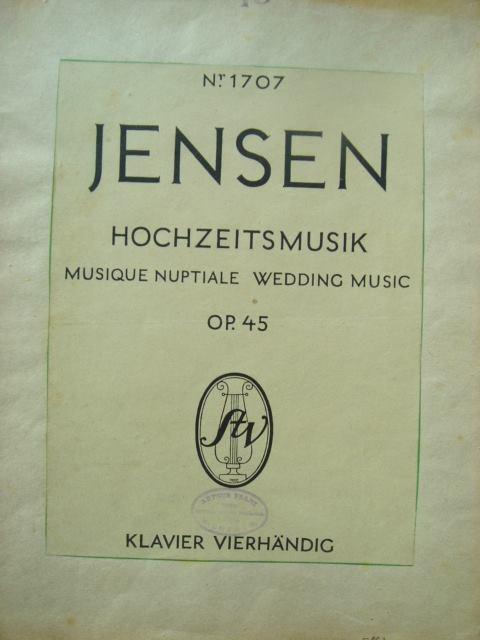 Nr. 1707
JENSEN
HOCHZEITSMUSIK
MUSIQUE NUPTIALE WEDDING MUSIC
OP. 45
StV
KLAVIER VIERHÄNDIG